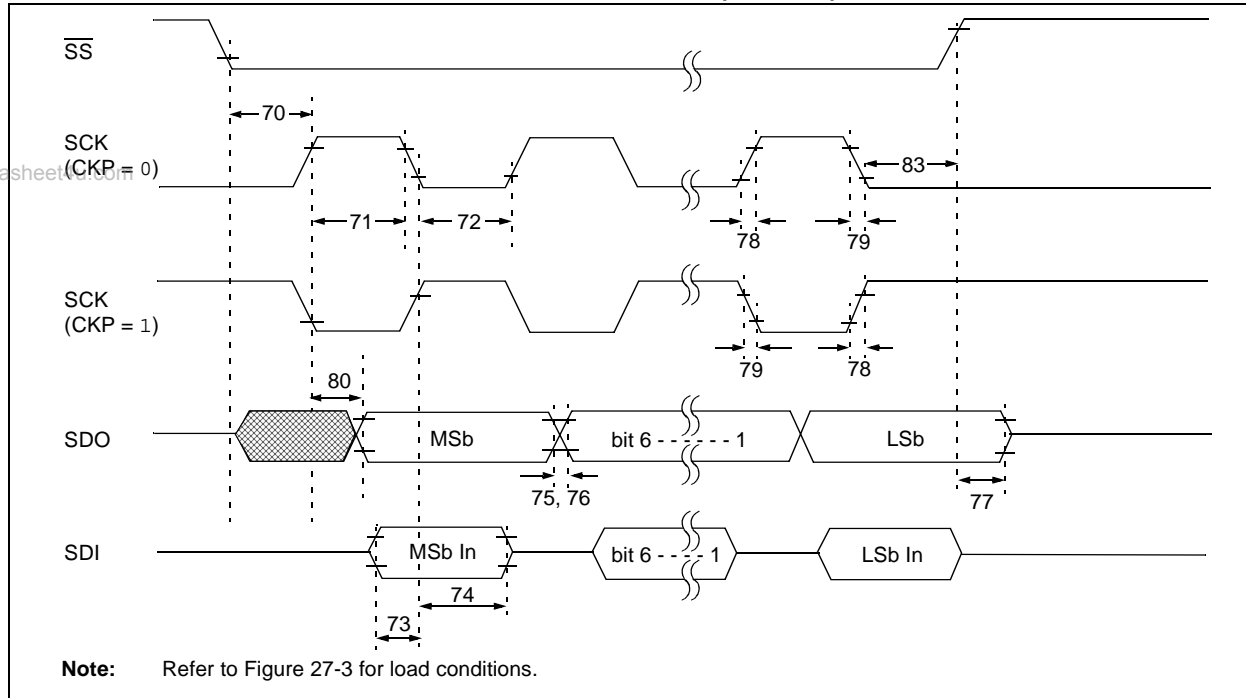 SS
70
SCK
(CKP = 0)
asheet4u.com
83
71
72
78
79
SCK
(CKP = 1)
79
78
80
SDO
MSb
bit 6 - - - - - - 1
LSb
75, 76
77
SDI
MSb In
bit 6 - - - - 1
LSb In
74
73
Note: Refer to Figure 27-3 for load conditions.